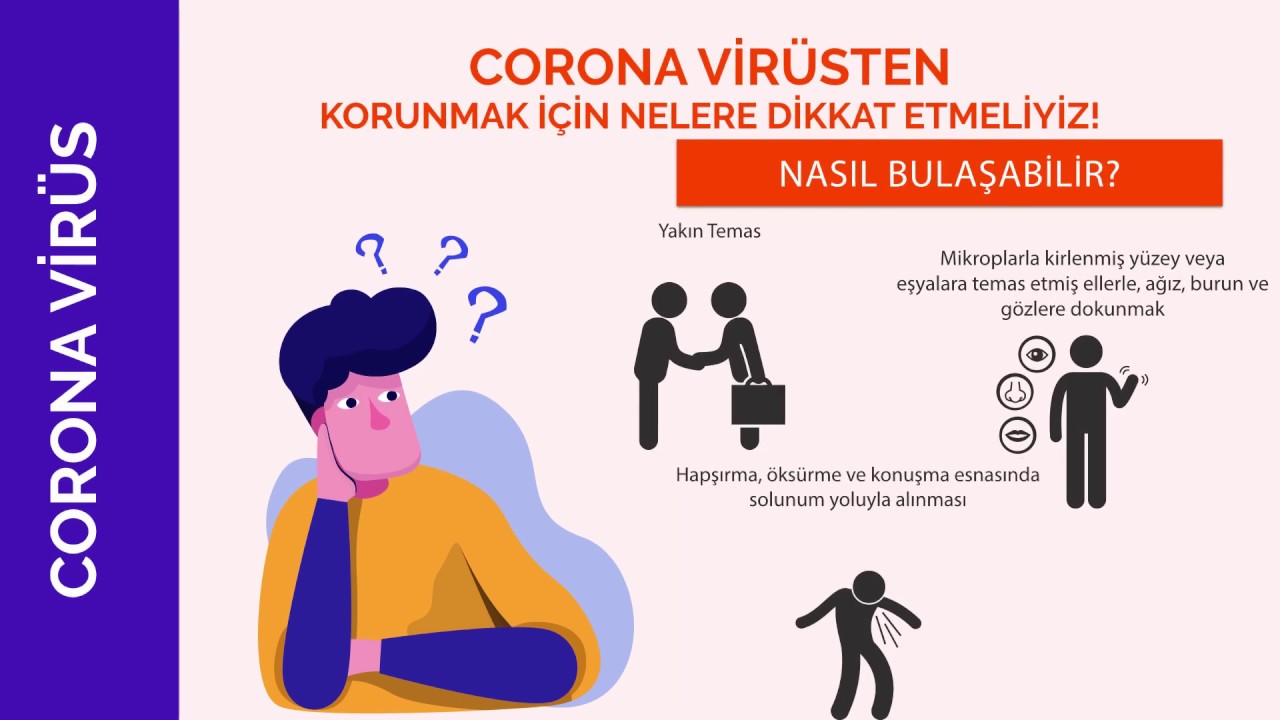 CORONA VİRÜS
CORONA VİRÜSTEN
KORUNMAK İÇİN NELERE DİKKAT ETMELİYİZ!
NASIL BULAŞABİLİR?
Yakın Temas
Mikroplarla kirlenmiş yüzey veya
eşyalara temas etmiş ellerle, ağız, burun ve
gözlere dokunmak
Hapşırma, öksürme ve konuşma esnasında
solunum yoluyla alınması